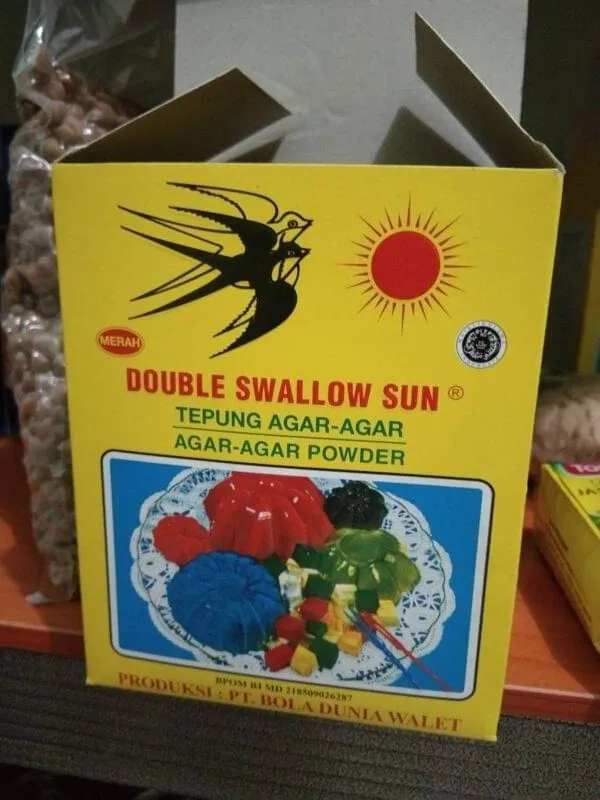 MERAH
DOUBLE SWALLOW SUN ®
TEPUNG AGAR-AGAR
AGAR-AGAR POWDER
BPOM RI MD 218509026287
PRODUKSI : PT. BOLA DUNIA WALET